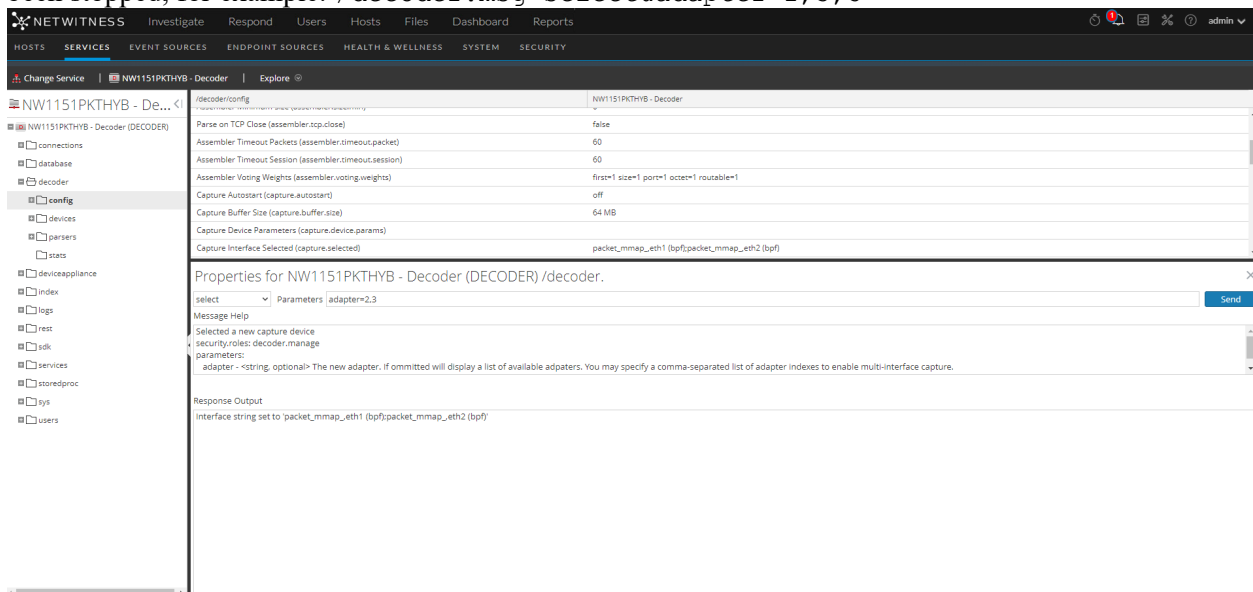 NETWITNESS Investigate Respond Users Hosts Files Dashboard Reports 1 admin
HOSTS SERVICES EVENT SOURCES ENDPOINT SOURCES HEALTH & WELLNESS SYSTEM SECURITY
Change Service | NW1151PKTHYB - Decoder | Explore
NW1151PKTHYB - De...
NW1151PKTHYB - Decoder (DECODER)
connections
database
decoder
config
devices
parsers
stats
deviceappliance
index
logs
rest
sdk
services
storedproc
sys
users
/decoder/config NW1151PKTHYB - Decoder
Parse on TCP Close (assembler.tcp.close) false
Assembler Timeout Packets (assembler.timeout.packet) 60
Assembler Timeout Session (assembler.timeout.session) 60
Assembler Voting Weights (assembler.voting.weights) first=1 size=1 port=1 octet=1 routable=1
Capture Autostart (capture.autostart) off
Capture Buffer Size (capture.buffer.size) 64 MB
Capture Device Parameters (capture.device.params)
Capture Interface Selected (capture.selected) packet_mmap_,eth1 (bpf);packet_mmap_,eth2 (bpf)
Properties for NW1151PKTHYB - Decoder (DECODER) /decoder.
select Parameters adapter=2,3 Send
Message Help
Selected a new capture device
security.roles: decoder.manage
parameters:
adapter - <string, optional> The new adapter. If ommitted will display a list of available adpaters. You may specify a comma-separated list of adapter indexes to enable multi-interface capture.
Response Output
Interface string set to 'packet_mmap_,eth1 (bpf);packet_mmap_,eth2 (bpf)'